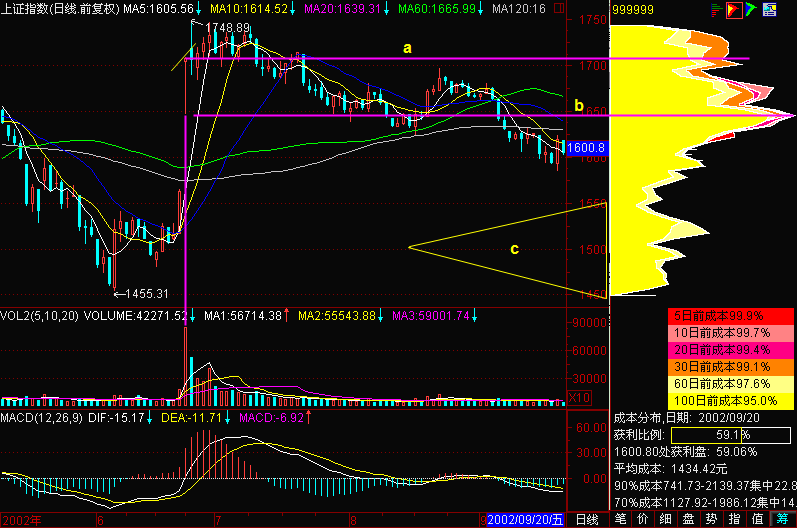 上证指数(日线.前复权) MA5:1605.56↓ MA10:1614.52↓ MA20:1639.31↓ MA60:1665.99↓ MA120:16
999999
1748.89
1750
1700
1650
1600.8
1600
1550
1500
1450
a
b
c
1455.31
VOL2(5,10,20) VOLUME:42271.52↓ MA1:56714.38↑ MA2:55543.88↓ MA3:59001.74↓
90000
60000
30000
X10
MACD(12,26,9) DIF:-15.17↓ DEA:-11.71↓ MACD:-6.92↑
60.00
30.00
0.00
5日前成本99.9%
10日前成本99.7%
20日前成本99.4%
30日前成本99.1%
60日前成本97.6%
100日前成本95.0%
成本分布,日期: 2002/09/20
获利比例: 59.1%
1600.80处获利盘: 59.06%
平均成本: 1434.42元
90%成本741.73-2139.37集中22.8
70%成本1127.92-1986.12集中14.
2002年 6 7 8 9 2002/09/20/五 日线 笔 价 细 盘 势 指 值 筹